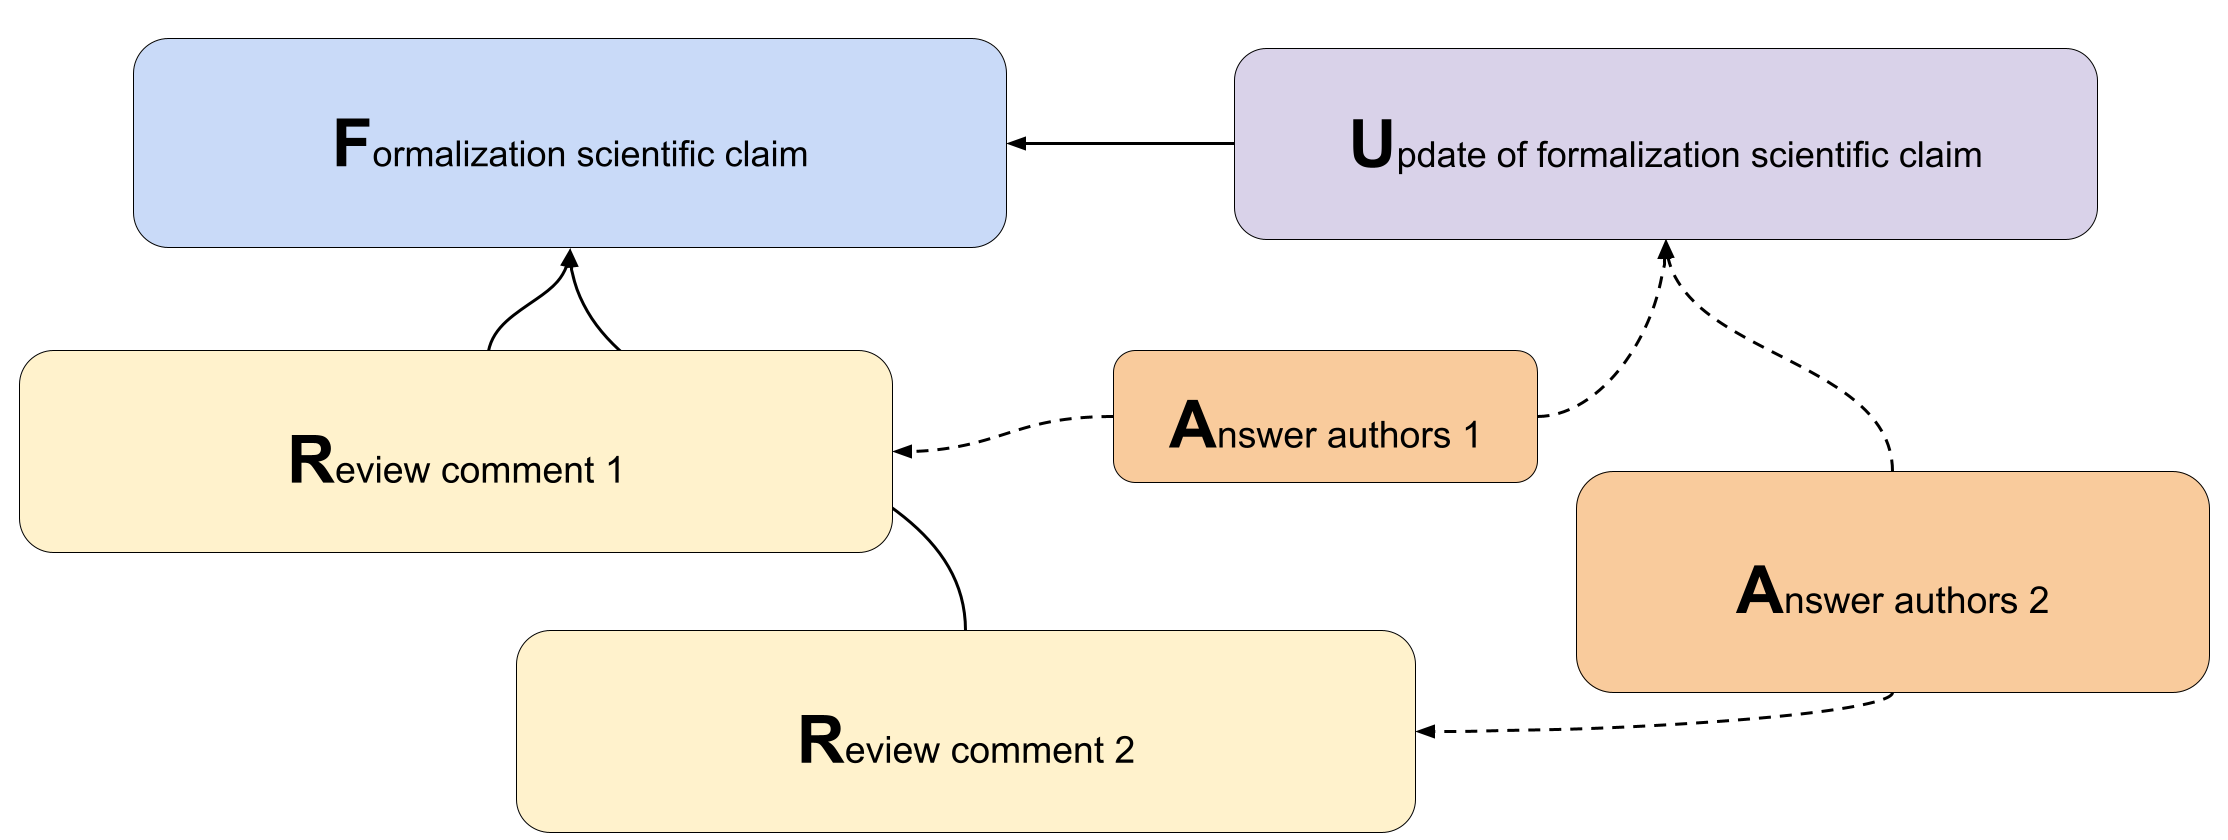 Formalization scientific claim
Update of formalization scientific claim
Review comment 1
Answer authors 1
Answer authors 2
Review comment 2